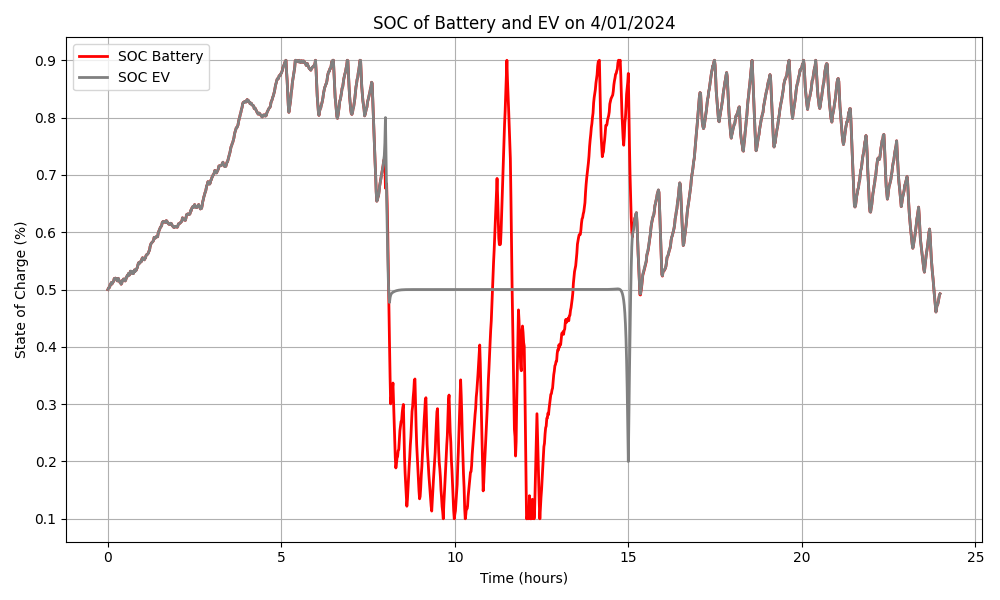 SOC of Battery and EV on 4/01/2024
SOC Battery
SOC EV
State of Charge (%)
0.9
0.8
0.7
0.6
0.5
0.4
0.3
0.2
0.1
0 5 10 15 20 25
Time (hours)